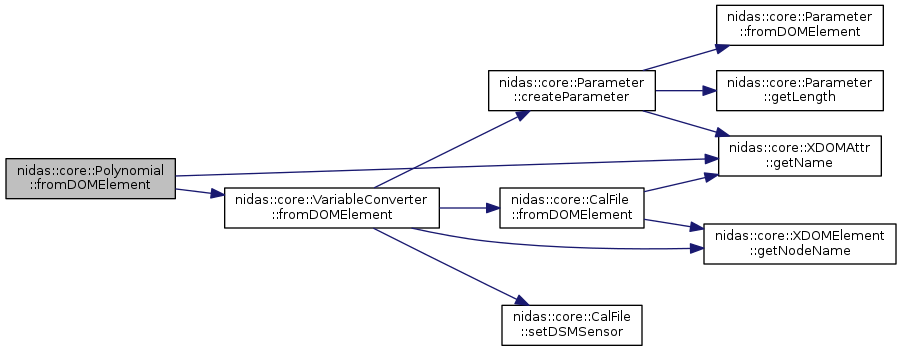 nidas::core::Polynomial
::fromDOMElement
nidas::core::VariableConverter
::fromDOMElement
nidas::core::Parameter
::createParameter
nidas::core::CalFile
::fromDOMElement
nidas::core::CalFile
::setDSMSensor
nidas::core::Parameter
::fromDOMElement
nidas::core::Parameter
::getLength
nidas::core::XDOMAttr
::getName
nidas::core::XDOMElement
::getNodeName